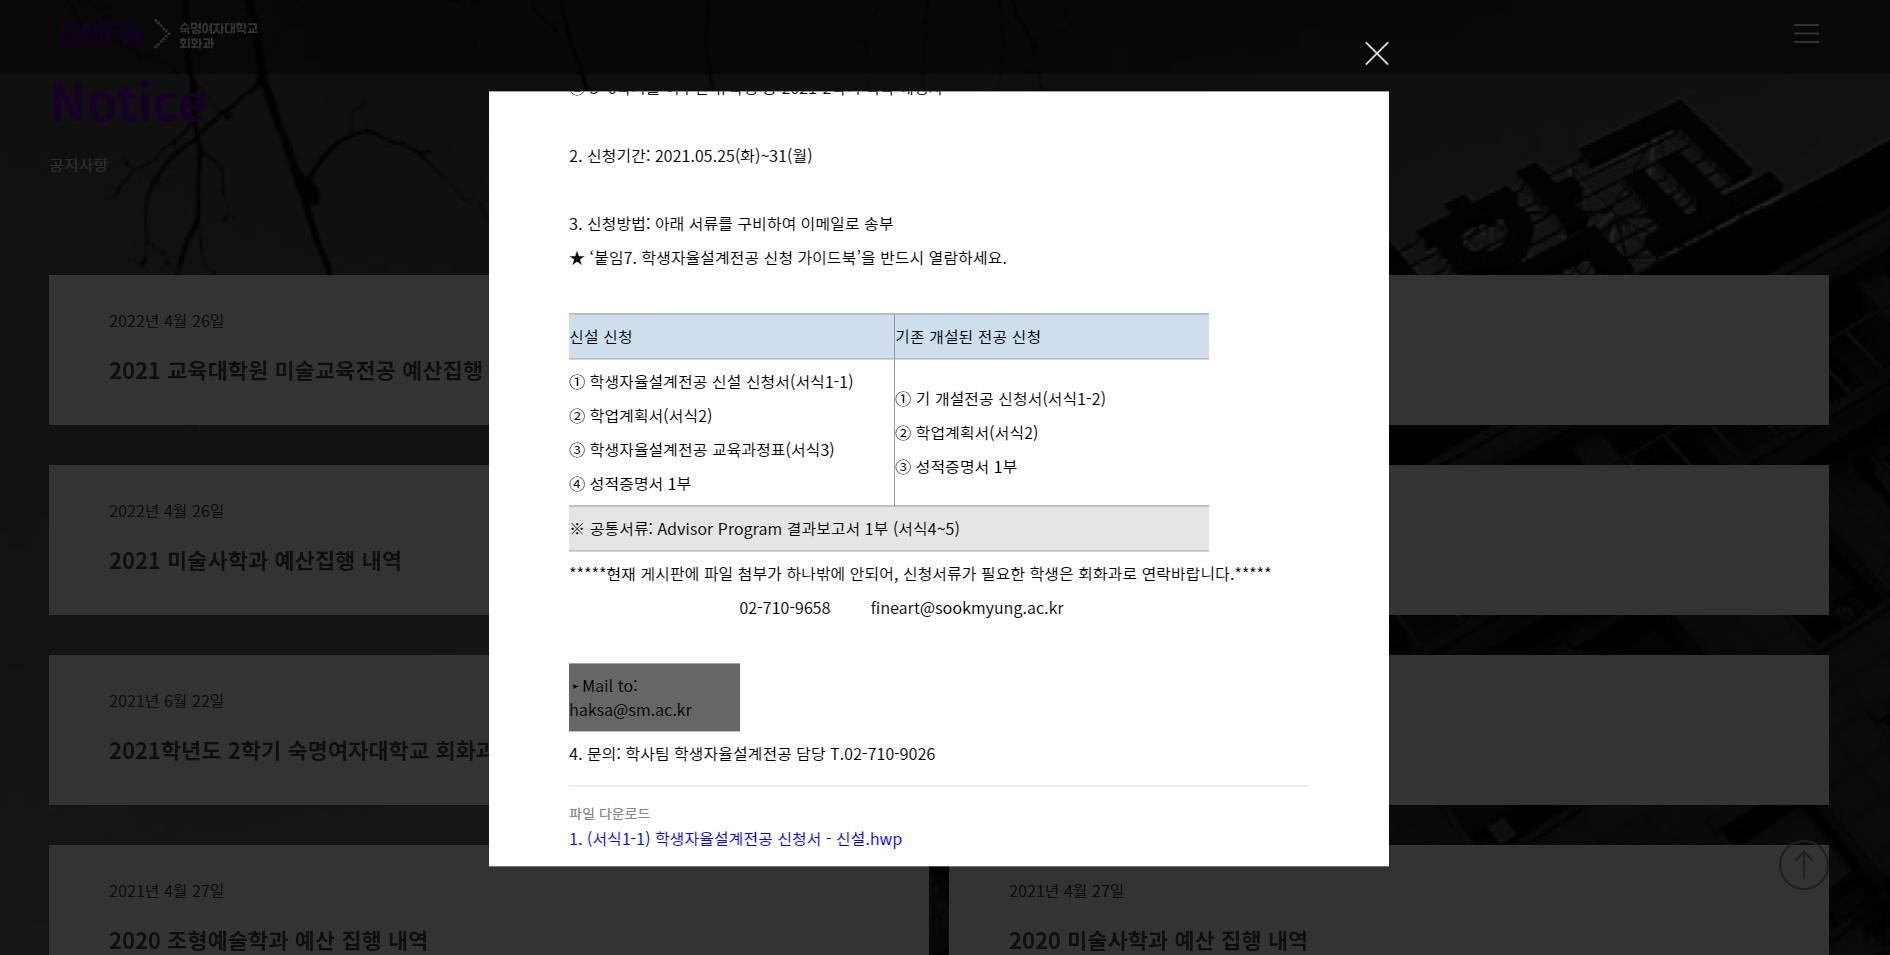 SMFA
숙명여자대학교
회화과
Notice
공지사항
2022년 4월 26일
2021 교육대학원 미술교육전공 예산집행
2022년 4월 26일
2021 미술사학과 예산집행 내역
2021년 6월 22일
2021학년도 2학기 숙명여자대학교 회화과
2021년 4월 27일
2020 조형예술학과 예산 집행 내역
2021년 4월 27일
2020 미술사학과 예산 집행 내역
2. 신청기간: 2021.05.25(화)~31(월)
3. 신청방법: 아래 서류를 구비하여 이메일로 송부
★ ‘붙임7. 학생자율설계전공 신청 가이드북’을 반드시 열람하세요.
신설 신청
기존 개설된 전공 신청
① 학생자율설계전공 신설 신청서(서식1-1)
② 학업계획서(서식2)
③ 학생자율설계전공 교육과정표(서식3)
④ 성적증명서 1부
① 기 개설전공 신청서(서식1-2)
② 학업계획서(서식2)
③ 성적증명서 1부
※ 공통서류: Advisor Program 결과보고서 1부 (서식4~5)
*****현재 게시판에 파일 첨부가 하나밖에 안되어, 신청서류가 필요한 학생은 회화과로 연락바랍니다.*****
02-710-9658 fineart@sookmyung.ac.kr
‣Mail to:
haksa@sm.ac.kr
4. 문의: 학사팀 학생자율설계전공 담당 T.02-710-9026
파일 다운로드
1. (서식1-1) 학생자율설계전공 신청서 - 신설.hwp